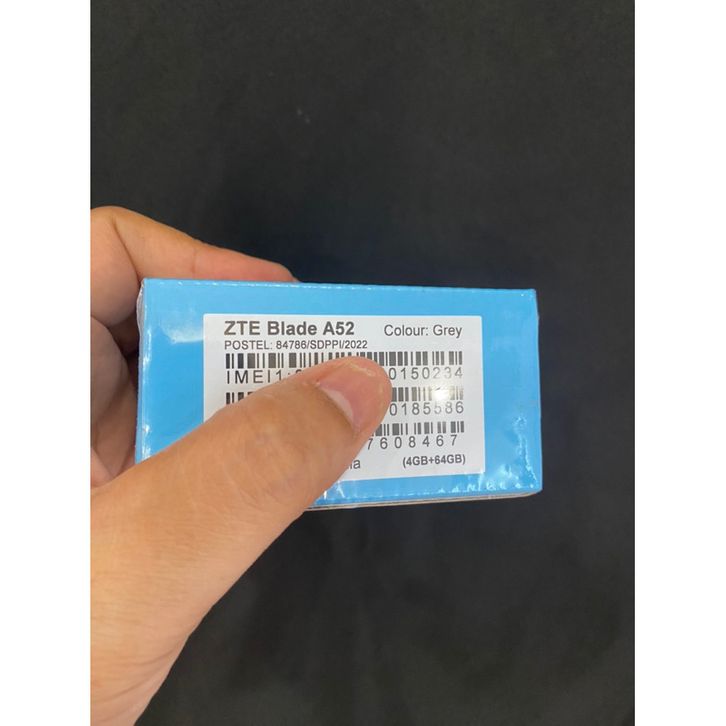 ZTE Blade A52 Colour: Grey
POSTEL: 84786/SDPPI/2022
IMEI1: 0150234
0185586
7608467
(4GB+64GB)